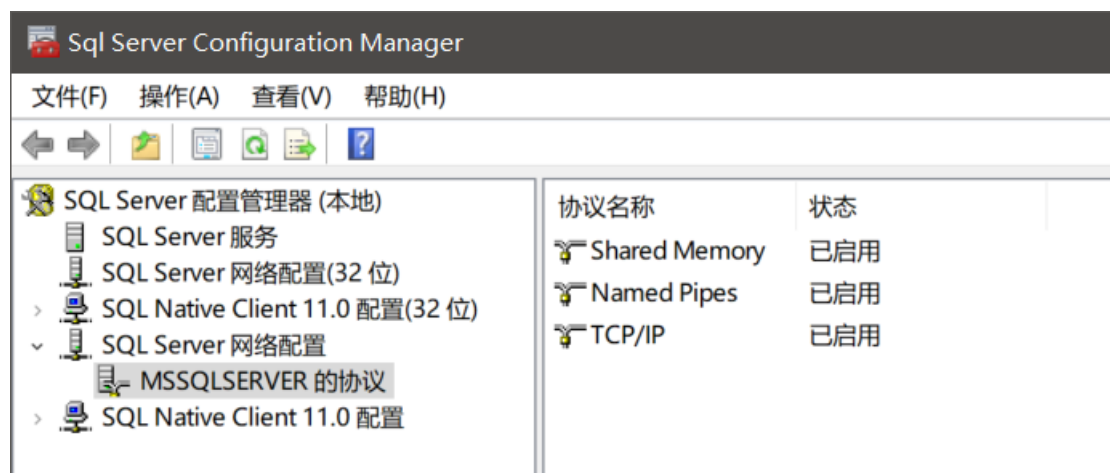 Sql Server Configuration Manager
文件(F) 操作(A) 查看(V) 帮助(H)
SQL Server 配置管理器 (本地)
SQL Server 服务
SQL Server 网络配置(32 位)
SQL Native Client 11.0 配置(32 位)
SQL Server 网络配置
MSSQLSERVER 的协议
SQL Native Client 11.0 配置
协议名称 状态
Shared Memory 已启用
Named Pipes 已启用
TCP/IP 已启用